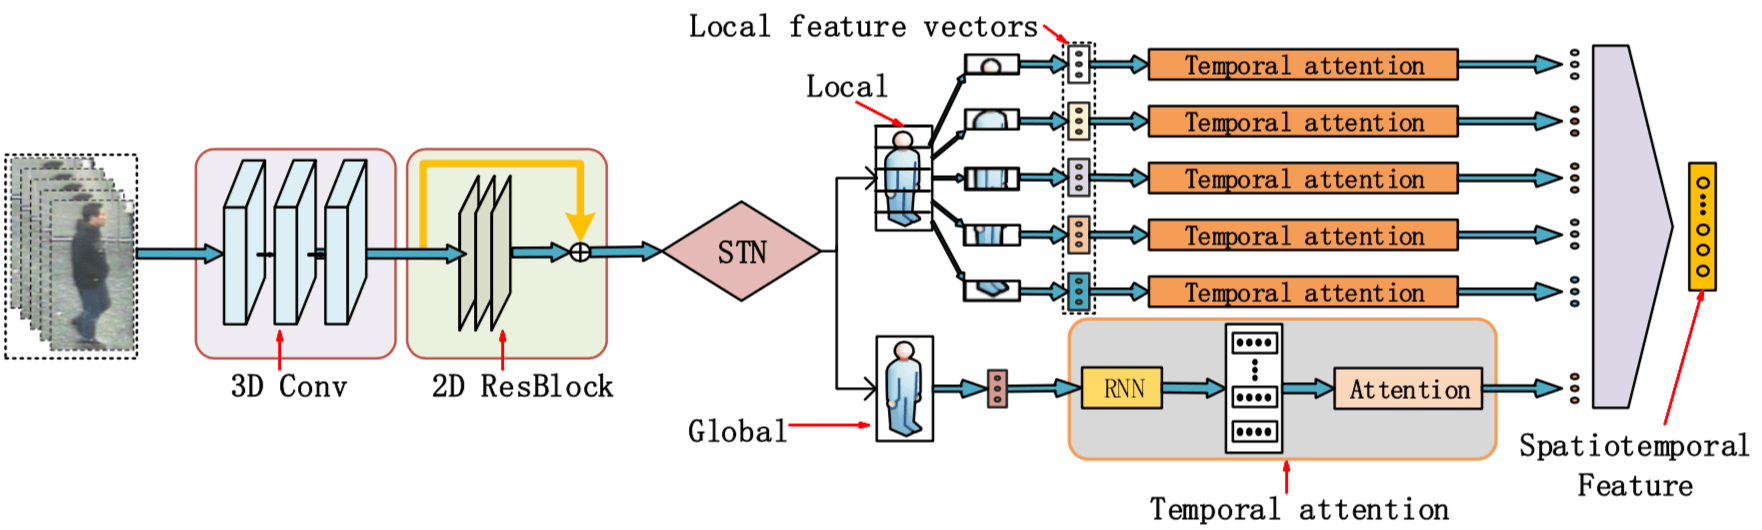 Local feature vectors
Local
Temporal attention
Temporal attention
Temporal attention
Temporal attention
Temporal attention
STN
3D Conv
2D ResBlock
Global
RNN
Attention
Temporal attention
Spatiotemporal
Feature